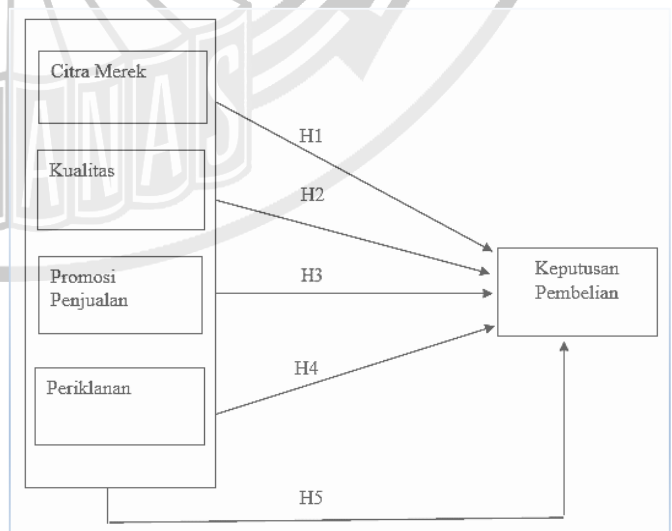 Citra Merek
H1
Kualitas
H2
Promosi
Penjualan
H3
Keputusan
Pembelian
Periklanan
H4
H5